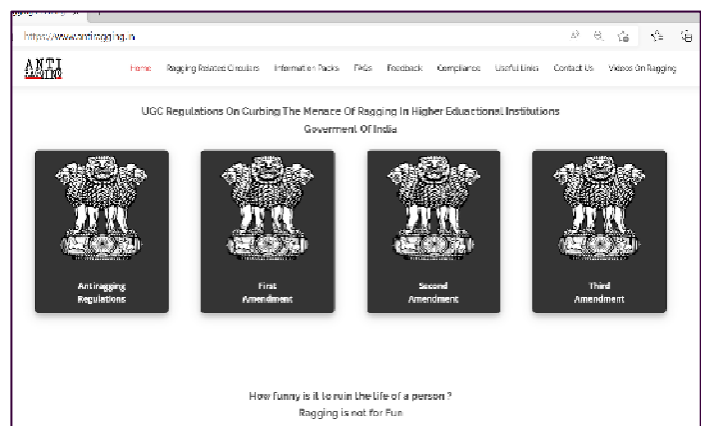 https://www.antiragging.in
ANTI
RAGGING
Home Ragging Related Circulars Information Packs FAQs Feedback Compliance Useful Links Contact Us Videos On Ragging
UGC Regulations On Curbing The Menace Of Ragging In Higher Eduactional Institutions
Goverment Of India
Antiragging
Regulations
First
Amendment
Second
Amendment
Third
Amendment
How funny is it to ruin the life of a person ?
Ragging is not for Fun